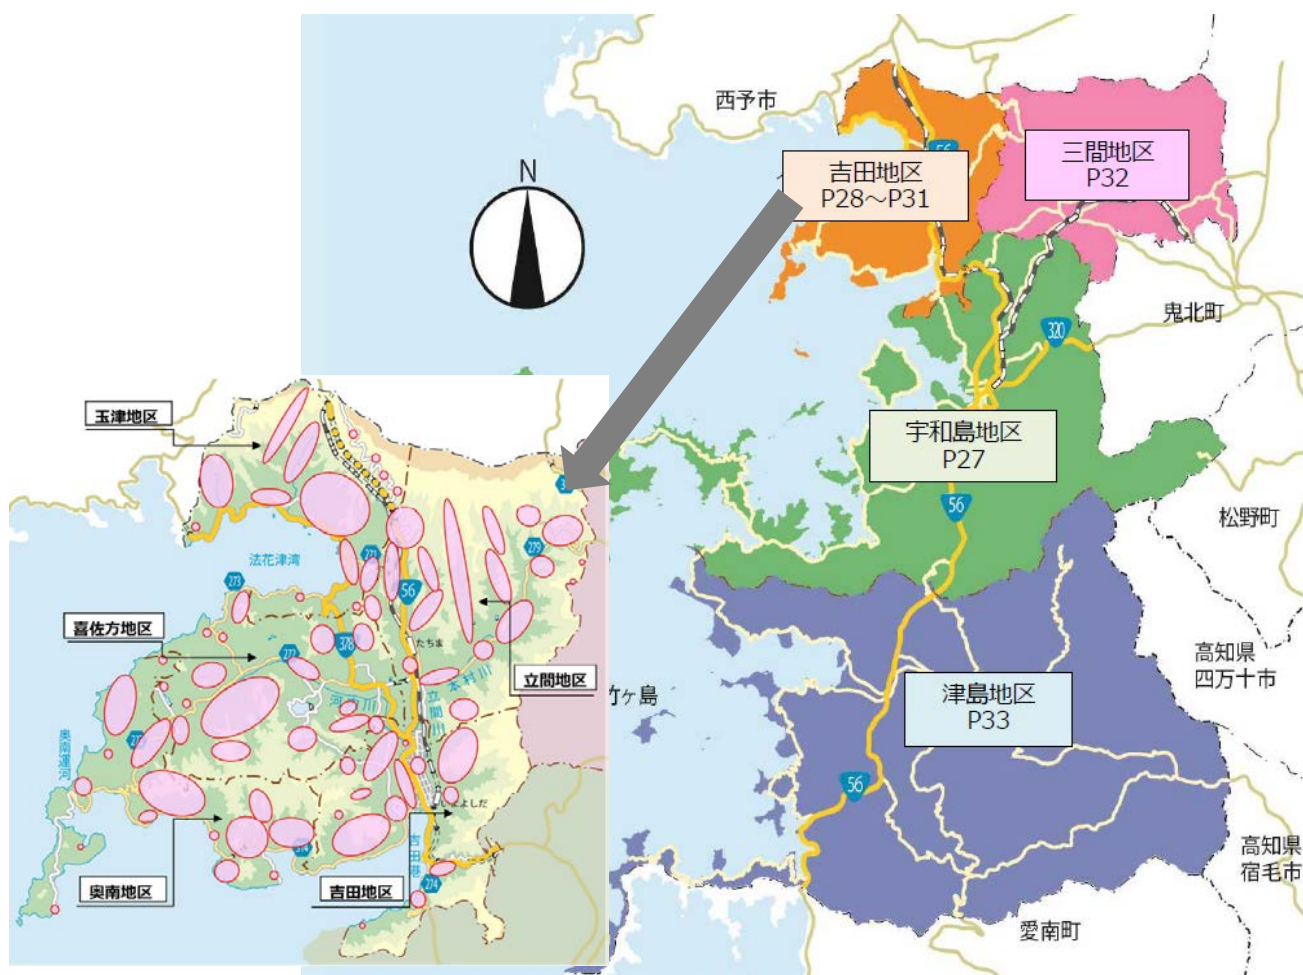 西予市
N
56
吉田地区
P28～P31
三間地区
P32
鬼北町
320
宇和島地区
P27
56
松野町
高知県
四万十市
竹ヶ島
津島地区
P33
56
高知県
宿毛市
愛南町
玉津地区
法花津湾
271
279
273
56
喜佐方地区
378
たちま
272
立間地区
本村川
立間川
奥南運河
奥南地区
吉田地区
吉田港
274